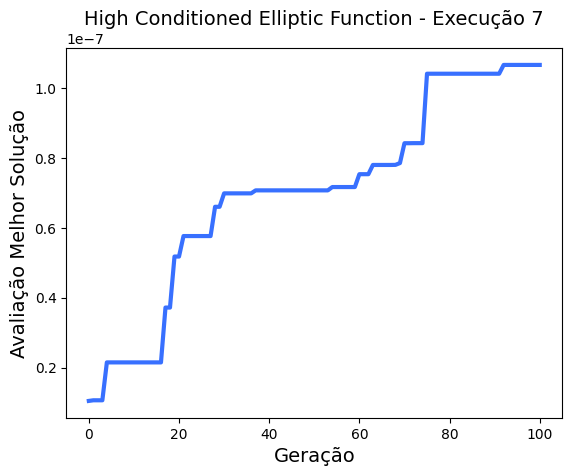 High Conditioned Elliptic Function - Execução 7
1e−7
1.0
0.8
0.6
0.4
0.2
Avaliação Melhor Solução
0 20 40 60 80 100
Geração